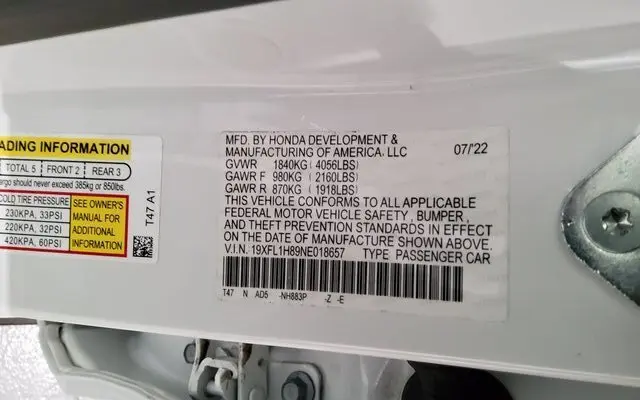 ADING INFORMATION
TOTAL 5 FRONT 2 REAR 3
argo should never exceed 385kg or 850lbs.
COLD TIRE PRESSURE
230KPA, 33PSI
220KPA, 32PSI
420KPA, 60PSI
SEE OWNER'S
MANUAL FOR
ADDITIONAL
INFORMATION
T47 A1
MFD. BY HONDA DEVELOPMENT &
MANUFACTURING OF AMERICA, LLC 07/'22
GVWR 1840KG ( 4056LBS)
GAWR F 980KG ( 2160LBS)
GAWR R 870KG ( 1918LBS)
THIS VEHICLE CONFORMS TO ALL APPLICABLE
FEDERAL MOTOR VEHICLE SAFETY , BUMPER ,
AND THEFT PREVENTION STANDARDS IN EFFECT
ON THE DATE OF MANUFACTURE SHOWN ABOVE.
V.I.N. 19XFL1H89NE018657 TYPE PASSENGER CAR
T47 N AD5 -NH883P -Z -E